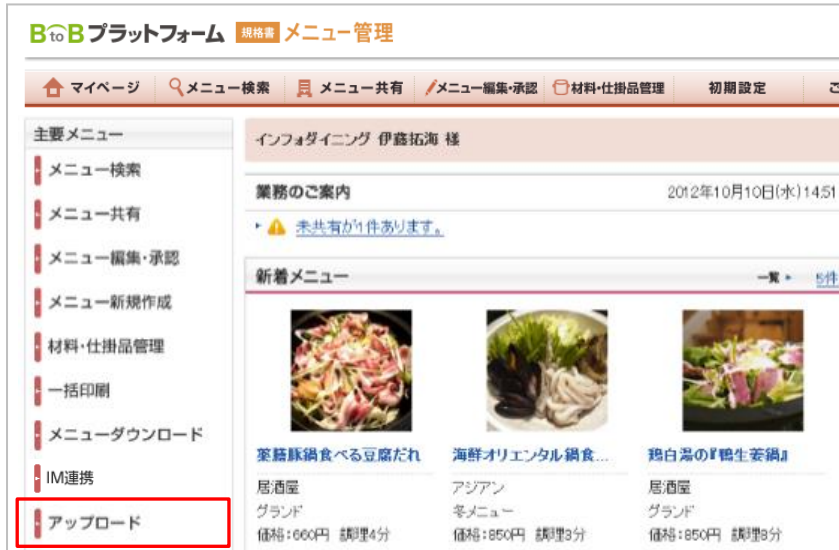 BtoBプラットフォーム 規格書 メニュー管理
マイページ メニュー検索 メニュー共有 メニュー編集・承認 材料・仕掛品管理 初期設定 ご
主要メニュー
メニュー検索
メニュー共有
メニュー編集・承認
メニュー新規作成
材料・仕掛品管理
一括印刷
メニューダウンロード
IM連携
アップロード
インフォダイニング 伊藤拓海 様
業務のご案内 2012年10月10日(水)14:51
未共有が1件あります。
新着メニュー 一覧 5件
薬膳豚鍋食べる豆腐だれ
居酒屋
グランド
価格:660円 調理4分
海鮮オリエンタル鍋食...
アジアン
冬メニュー
価格:850円 調理3分
鶏白湯の『鴨生姜鍋』
居酒屋
グランド
価格:850円 調理8分